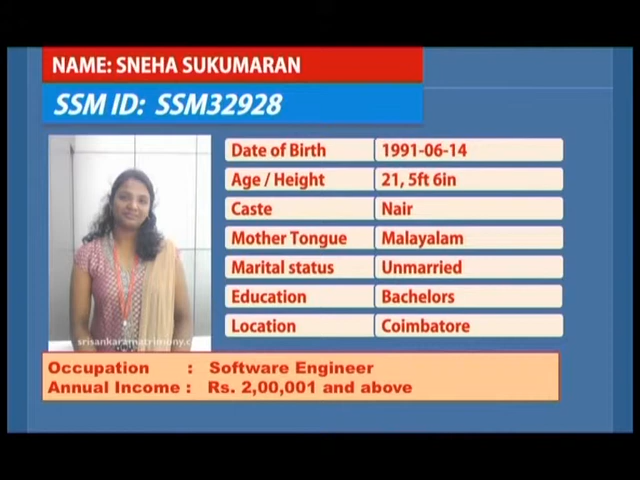 NAME: SNEHA SUKUMARAN
SSM ID: SSM32928
Date of Birth 1991-06-14
Age / Height 21, 5ft 6in
Caste Nair
Mother Tongue Malayalam
Marital status Unmarried
Education Bachelors
Location Coimbatore
srisankaramatrimony.c
Occupation : Software Engineer
Annual Income : Rs. 2,00,001 and above